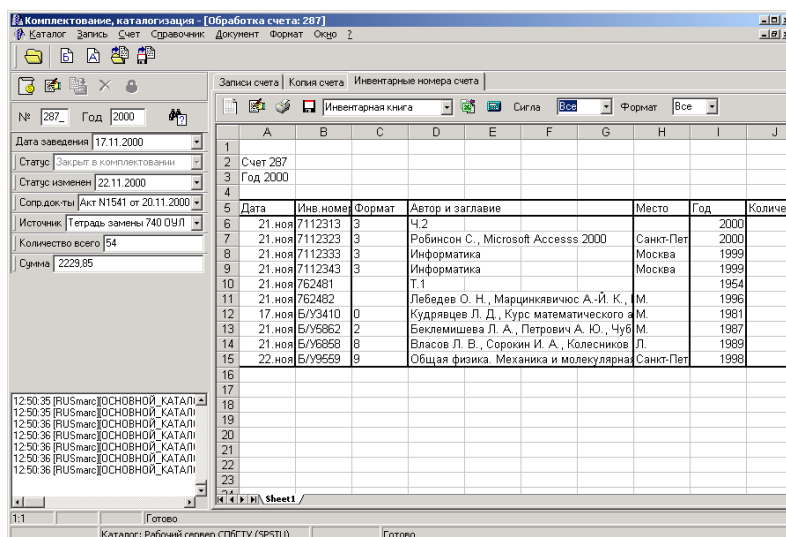 Комплектование, каталогизация - [Обработка счета: 287]
Каталог Запись Счет Справочник Документ Формат Окно ?
Записи счета Копия счета Инвентарные номера счета
№ 287_ Год 2000
Инвентарная книга Сигла Все Формат Все
Дата заведения 17.11.2000
Статус Закрыт в комплектовании
Статус изменен 22.11.2000
Сопр.док-ты Акт N1541 от 20.11.2000
Источник Тетрадь замены 740 ОУЛ
Количество всего 54
Сумма 2229,85
A B C D E F G H I J
1
2 Счет 287
3 Год 2000
4
5 Дата Инв.номер Формат Автор и заглавие Место Год Количе
6 21.ноя 7112313 3 Ч.2 2000
7 21.ноя 7112323 3 Робинсон С., Microsoft Accesss 2000 Санкт-Пет 2000
8 21.ноя 7112333 3 Информатика Москва 1999
9 21.ноя 7112343 3 Информатика Москва 1999
10 21.ноя 762481 Т.1 1954
11 21.ноя 762482 Лебедев О. Н., Марцинкявичюс А.-Й. К., М. 1996
12 17.ноя Б/У3410 0 Кудрявцев Л. Д., Курс математического а М. 1981
13 21.ноя Б/У5862 2 Беклемишева Л. А., Петрович А. Ю., Чуб М. 1987
14 21.ноя Б/У6858 8 Власов Л. В., Сорокин И. А., Колесников Л. 1989
15 22.ноя Б/У9559 9 Общая физика. Механика и молекулярная Санкт-Пет 1998
16
17
18
19
20
21
22
23
24
12:50:35 [RUSmarc][ОСНОВНОЙ_КАТАЛ
12:50:35 [RUSmarc][ОСНОВНОЙ_КАТАЛ
12:50:36 [RUSmarc][ОСНОВНОЙ_КАТАЛ
12:50:36 [RUSmarc][ОСНОВНОЙ_КАТАЛ
12:50:36 [RUSmarc][ОСНОВНОЙ_КАТАЛ
12:50:36 [RUSmarc][ОСНОВНОЙ_КАТАЛ
12:50:36 [RUSmarc][ОСНОВНОЙ_КАТАЛ
Sheet1
1:1 Готово
Каталог: Рабочий сервер СПбГТУ (SPSTU) Готово